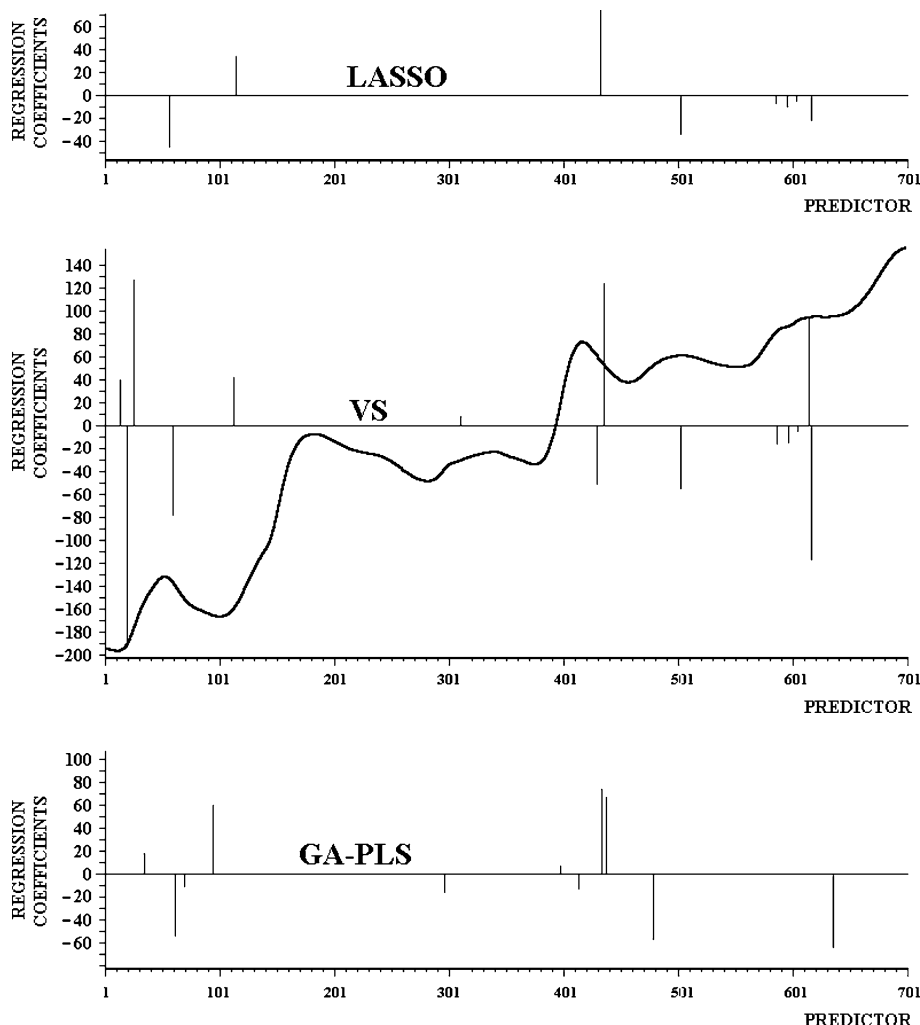 REGRESSION
COEFFICIENTS
60
40
20
0
−20
−40
LASSO
1 101 201 301 401 501 601 701
PREDICTOR
REGRESSION
COEFFICIENTS
140
120
100
80
60
40
20
0
−20
−40
−60
−80
−100
−120
−140
−160
−180
−200
VS
1 101 201 301 401 501 601 701
PREDICTOR
REGRESSION
COEFFICIENTS
100
80
60
40
20
0
−20
−40
−60
GA-PLS
1 101 201 301 401 501 601 701
PREDICTOR